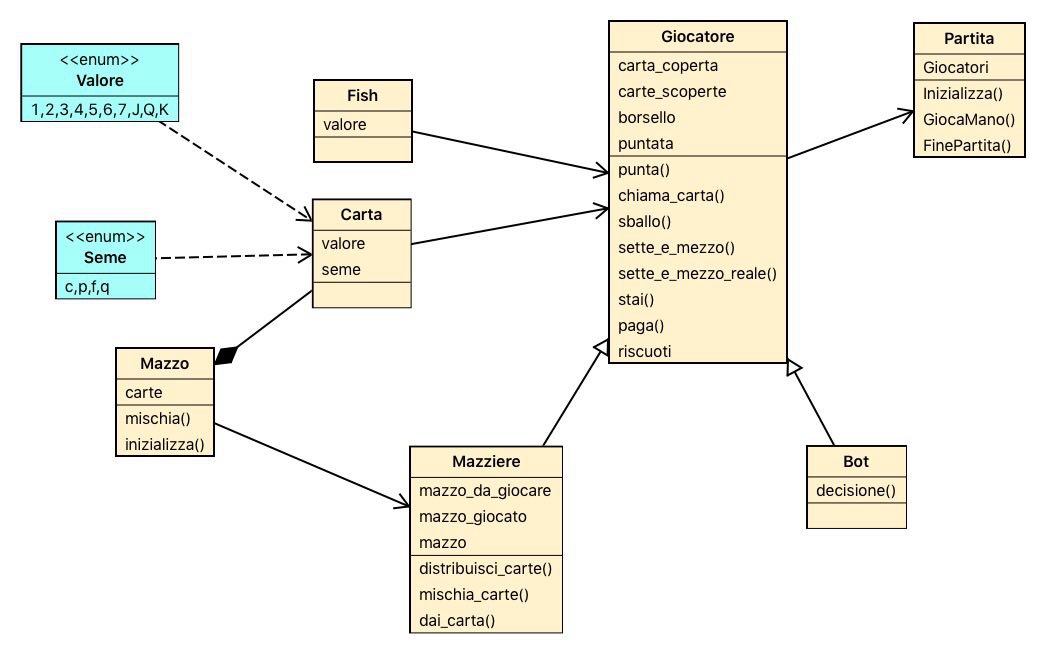 <<enum>>
Valore
1,2,3,4,5,6,7,J,Q,K
<<enum>>
Seme
c,p,f,q
Fish
valore
Carta
valore
seme
Mazzo
carte
mischia()
inizializza()
Mazziere
mazzo_da_giocare
mazzo_giocato
mazzo
distribuisci_carte()
mischia_carte()
dai_carta()
Giocatore
carta_coperta
carte_scoperte
borsello
puntata
punta()
chiama_carta()
sballo()
sette_e_mezzo()
sette_e_mezzo_reale()
stai()
paga()
riscuoti
Bot
decisione()
Partita
Giocatori
Inizializza()
GiocaMano()
FinePartita()